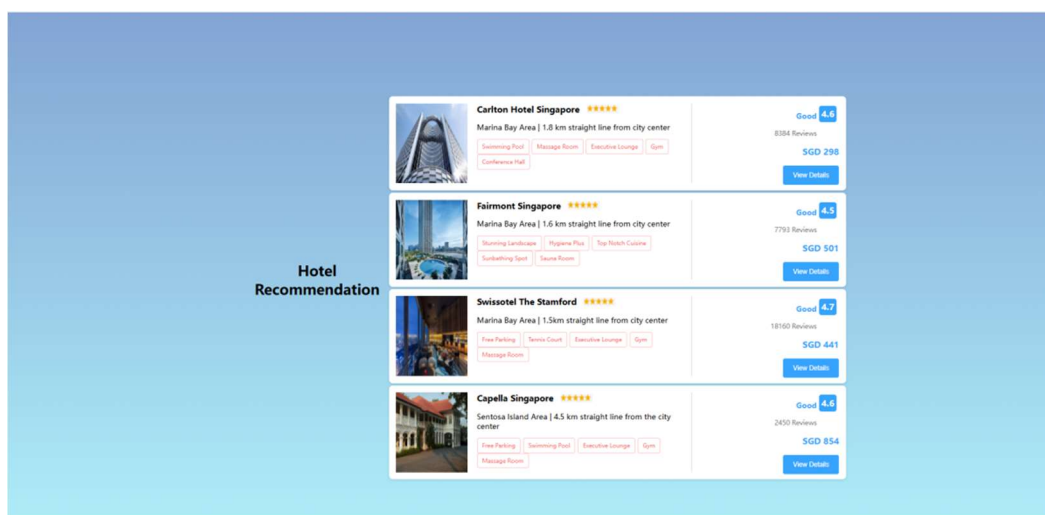 Hotel
Recommendation
Carlton Hotel Singapore
Marina Bay Area | 1.8 km straight line from city center
Swimming Pool Massage Room Executive Lounge Gym
Conference Hall
Good 4.6
8384 Reviews
SGD 298
View Details
Fairmont Singapore
Marina Bay Area | 1.6 km straight line from city center
Stunning Landscape Hygiene Plus Top Notch Cuisine
Sunbathing Spot Sauna Room
Good 4.5
7793 Reviews
SGD 501
View Details
Swissotel The Stamford
Marina Bay Area | 1.5km straight line from city center
Free Parking Tennis Court Executive Lounge Gym
Massage Room
Good 4.7
18160 Reviews
SGD 441
View Details
Capella Singapore
Sentosa Island Area | 4.5 km straight line from the city
center
Free Parking Swimming Pool Executive Lounge Gym
Massage Room
Good 4.6
2450 Reviews
SGD 854
View Details